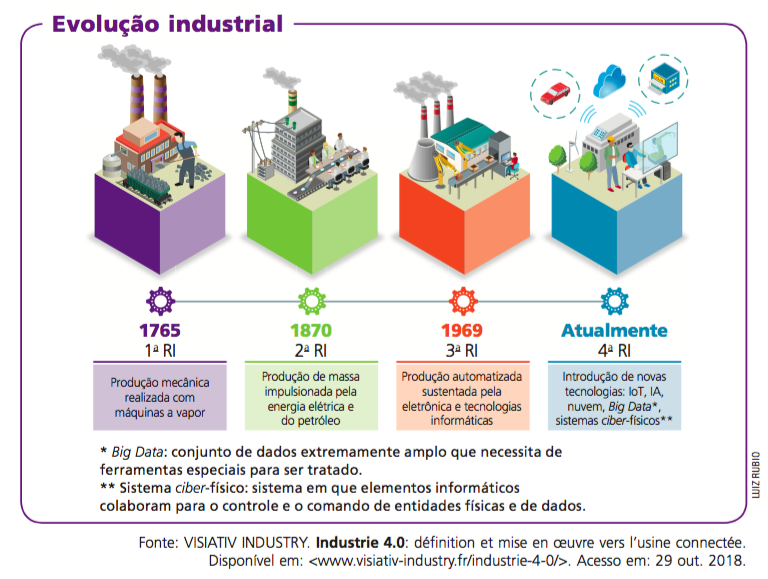 Evolução industrial
1765
1ª RI
Produção mecânica
realizada com
máquinas a vapor
1870
2ª RI
Produção de massa
impulsionada pela
energia elétrica e
do petróleo
1969
3ª RI
Produção automatizada
sustentada pela
eletrônica e tecnologias
informáticas
Atualmente
4ª RI
Introdução de novas
tecnologias: IoT, IA,
nuvem, Big Data*,
sistemas ciber-físicos**
* Big Data: conjunto de dados extremamente amplo que necessita de
ferramentas especiais para ser tratado.
** Sistema ciber-físico: sistema em que elementos informáticos
colaboram para o controle e o comando de entidades físicas e de dados.
LUIZ RUBIO
Fonte: VISIATIV INDUSTRY. Industrie 4.0: définition et mise en œuvre vers l’usine connectée.
Disponível em: <www.visiativ-industry.fr/industrie-4-0/>. Acesso em: 29 out. 2018.